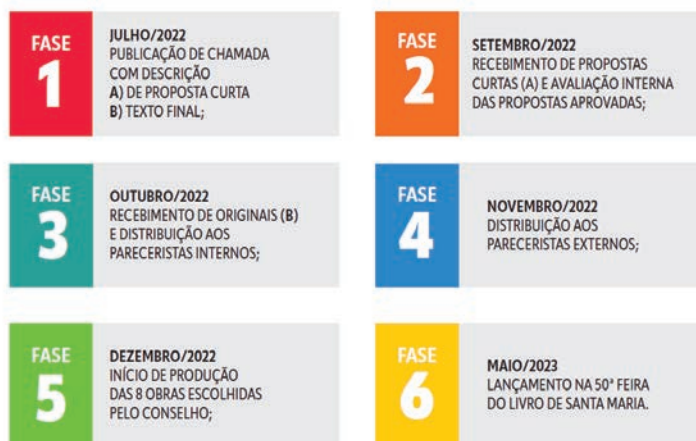 FASE
1
JULHO/2022
PUBLICAÇÃO DE CHAMADA
COM DESCRIÇÃO
A) DE PROPOSTA CURTA
B) TEXTO FINAL;
FASE
2
SETEMBRO/2022
RECEBIMENTO DE PROPOSTAS
CURTAS (A) E AVALIAÇÃO INTERNA
DAS PROPOSTAS APROVADAS;
FASE
3
OUTUBRO/2022
RECEBIMENTO DE ORIGINAIS (B)
E DISTRIBUIÇÃO AOS
PARECERISTAS INTERNOS;
FASE
4
NOVEMBRO/2022
DISTRIBUIÇÃO AOS
PARECERISTAS EXTERNOS;
FASE
5
DEZEMBRO/2022
INÍCIO DE PRODUÇÃO
DAS 8 OBRAS ESCOLHIDAS
PELO CONSELHO;
FASE
6
MAIO/2023
LANÇAMENTO NA 50ª FEIRA
DO LIVRO DE SANTA MARIA.